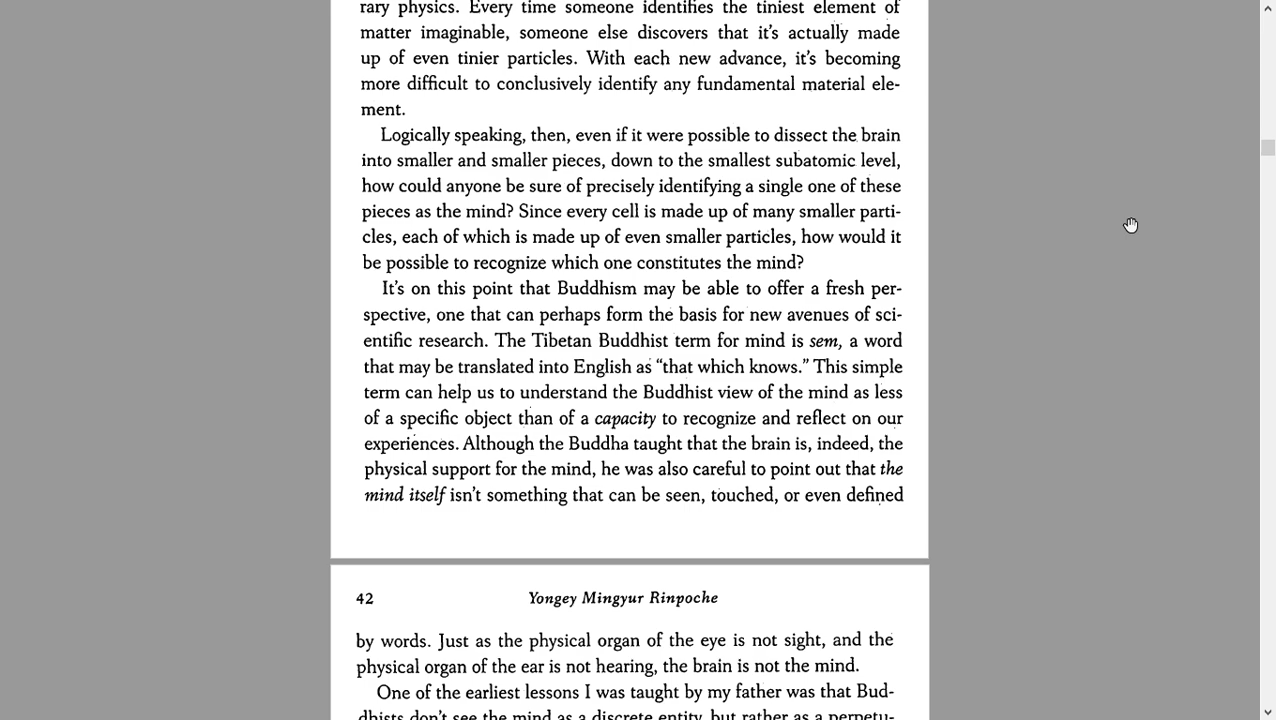 rary physics. Every time someone identifies the tiniest element of
matter imaginable, someone else discovers that it's actually made
up of even tinier particles. With each new advance, it's becoming
more difficult to conclusively identify any fundamental material ele-
ment.
Logically speaking, then, even if it were possible to dissect the brain
into smaller and smaller pieces, down to the smallest subatomic level,
how could anyone be sure of precisely identifying a single one of these
pieces as the mind? Since every cell is made up of many smaller parti-
cles, each of which is made up of even smaller particles, how would it
be possible to recognize which one constitutes the mind?
It's on this point that Buddhism may be able to offer a fresh per-
spective, one that can perhaps form the basis for new avenues of sci-
entific research. The Tibetan Buddhist term for mind is sem, a word
that may be translated into English as “that which knows.” This simple
term can help us to understand the Buddhist view of the mind as less
of a specific object than of a capacity to recognize and reflect on our
experiences. Although the Buddha taught that the brain is, indeed, the
physical support for the mind, he was also careful to point out that the
mind itself isn't something that can be seen, touched, or even defined
42 Yongey Mingyur Rinpoche
by words. Just as the physical organ of the eye is not sight, and the
physical organ of the ear is not hearing, the brain is not the mind.
One of the earliest lessons I was taught by my father was that Bud-
dhists don't see the mind as a discrete entity, but rather as a perpetu-